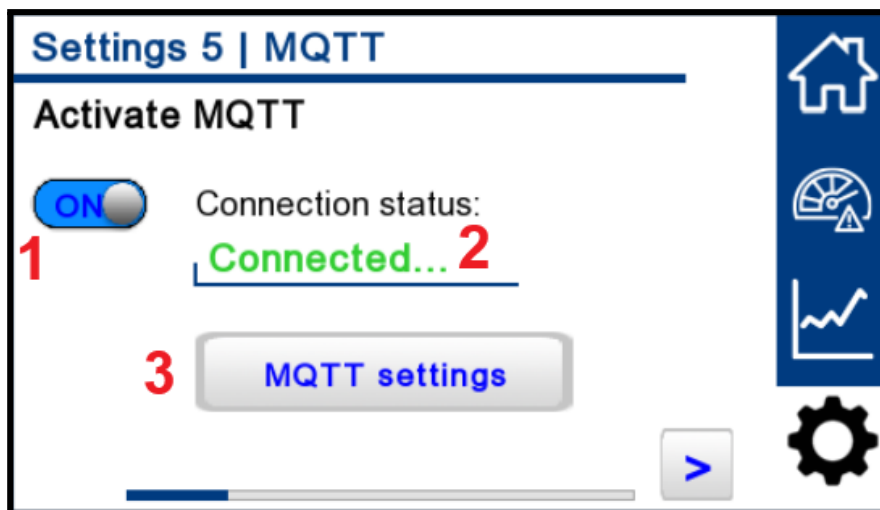 Settings 5 | MQTT
Activate MQTT
ON
Connection status:
1
Connected...
2
3
MQTT settings
>